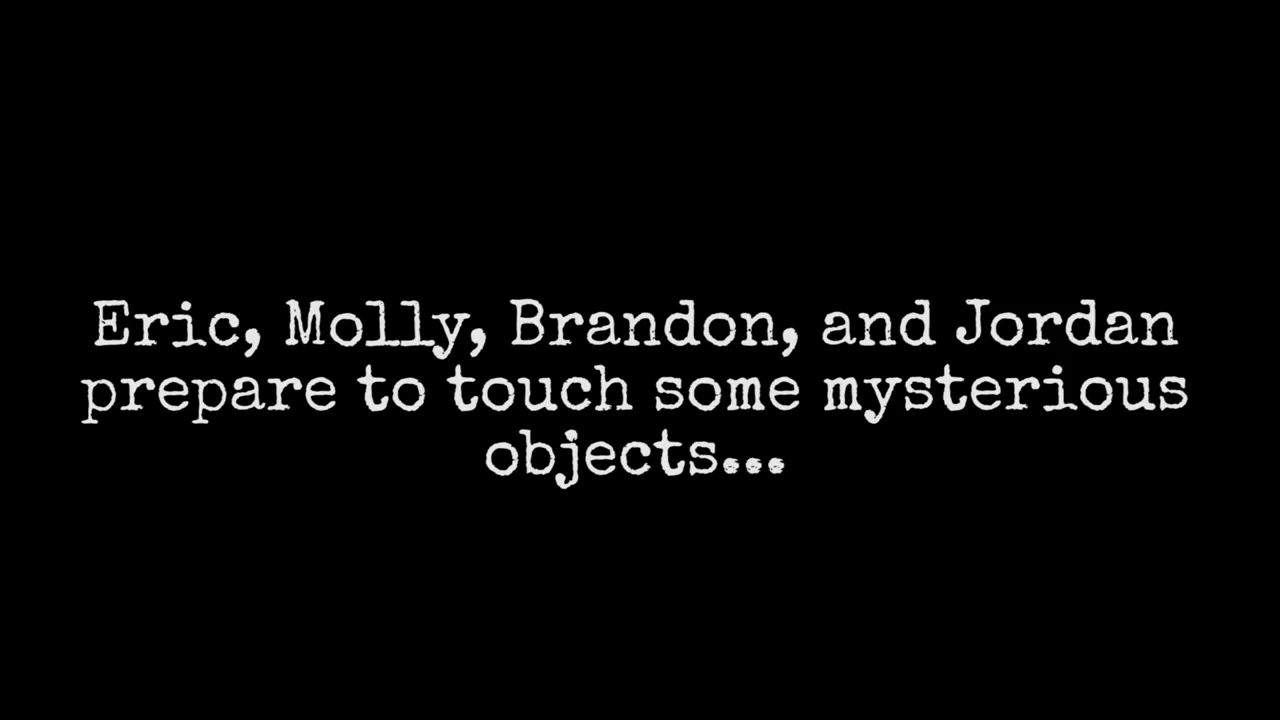 Eric, Molly, Brandon, and Jordan
prepare to touch some mysterious
objects...